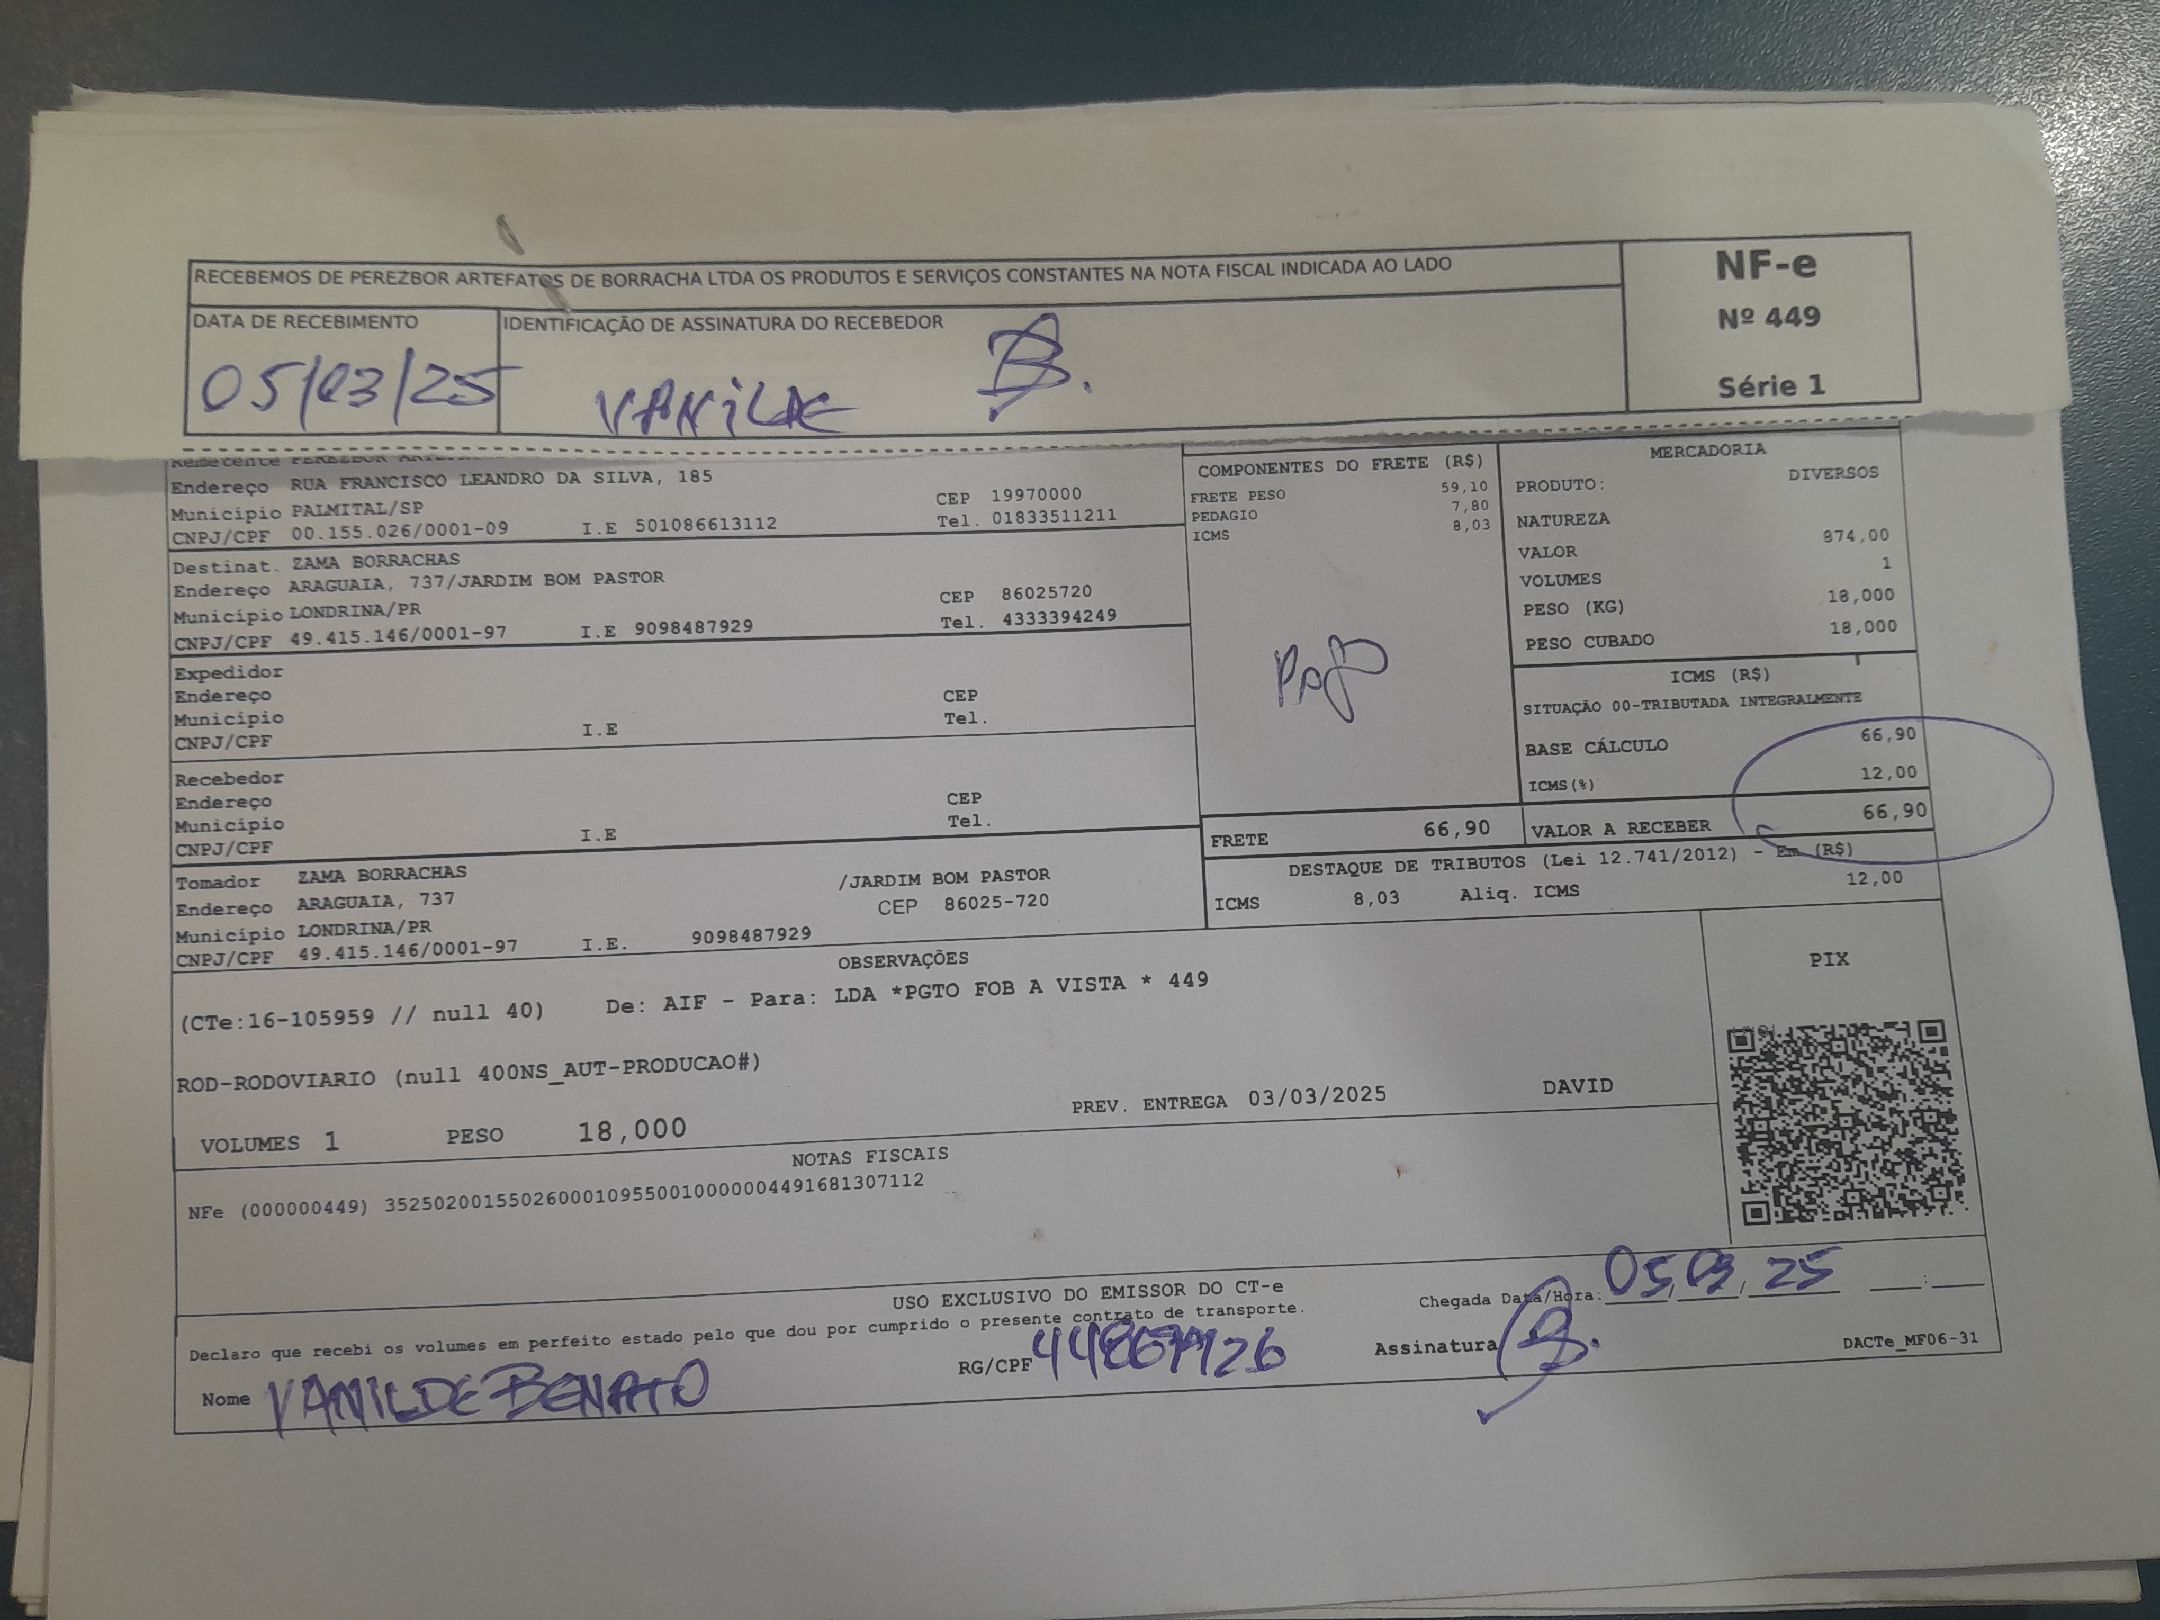 RECEBEMOS DE PEREZBOR ARTEFATOS DE BORRACHA LTDA OS PRODUTOS E SERVIÇOS CONSTANTES NA NOTA FISCAL INDICADA AO LADO
NF-e
Nº 449
Série 1
DATA DE RECEBIMENTO
05/03/25
IDENTIFICAÇÃO DE ASSINATURA DO RECEBEDOR
VANILDE
Remetente PEREZBOR
Endereço RUA FRANCISCO LEANDRO DA SILVA, 185
Município PALMITAL/SP CEP 19970000
CNPJ/CPF 00.155.026/0001-09 I.E 501086613112 Tel. 01833511211
Destinat. ZAMA BORRACHAS
Endereço ARAGUAIA, 737/JARDIM BOM PASTOR
Município LONDRINA/PR CEP 86025720
CNPJ/CPF 49.415.146/0001-97 I.E 9098487929 Tel. 4333394249
Expedidor
Endereço CEP
Município Tel.
CNPJ/CPF I.E
Recebedor
Endereço CEP
Município Tel.
CNPJ/CPF I.E
Tomador ZAMA BORRACHAS
Endereço ARAGUAIA, 737 /JARDIM BOM PASTOR
Município LONDRINA/PR CEP 86025-720
CNPJ/CPF 49.415.146/0001-97 I.E. 9098487929
COMPONENTES DO FRETE (R$)
FRETE PESO 59,10
PEDAGIO 7,80
ICMS 8,03
Pago
FRETE 66,90
MERCADORIA
PRODUTO: DIVERSOS
NATUREZA
VALOR 874,00
VOLUMES 1
PESO (KG) 18,000
PESO CUBADO 18,000
ICMS (R$)
SITUAÇÃO 00-TRIBUTADA INTEGRALMENTE
BASE CÁLCULO 66,90
ICMS(%) 12,00
VALOR A RECEBER 66,90
DESTAQUE DE TRIBUTOS (Lei 12.741/2012) - Em (R$)
ICMS 8,03 Aliq. ICMS 12,00
OBSERVAÇÕES
(CTe:16-105959 // null 40) De: AIF - Para: LDA *PGTO FOB A VISTA * 449
ROD-RODOVIARIO (null 400NS_AUT-PRODUCAO#)
VOLUMES 1 PESO 18,000 PREV. ENTREGA 03/03/2025 DAVID
PIX
NOTAS FISCAIS
NFe (000000449) 35250200155026000109550010000004491681307112
USO EXCLUSIVO DO EMISSOR DO CT-e
Declaro que recebi os volumes em perfeito estado pelo que dou por cumprido o presente contrato de transporte.
Chegada Data/Hora: 05/03/25 :
Nome VANILDE BENATO RG/CPF Assinatura
DACTe_MF06-31